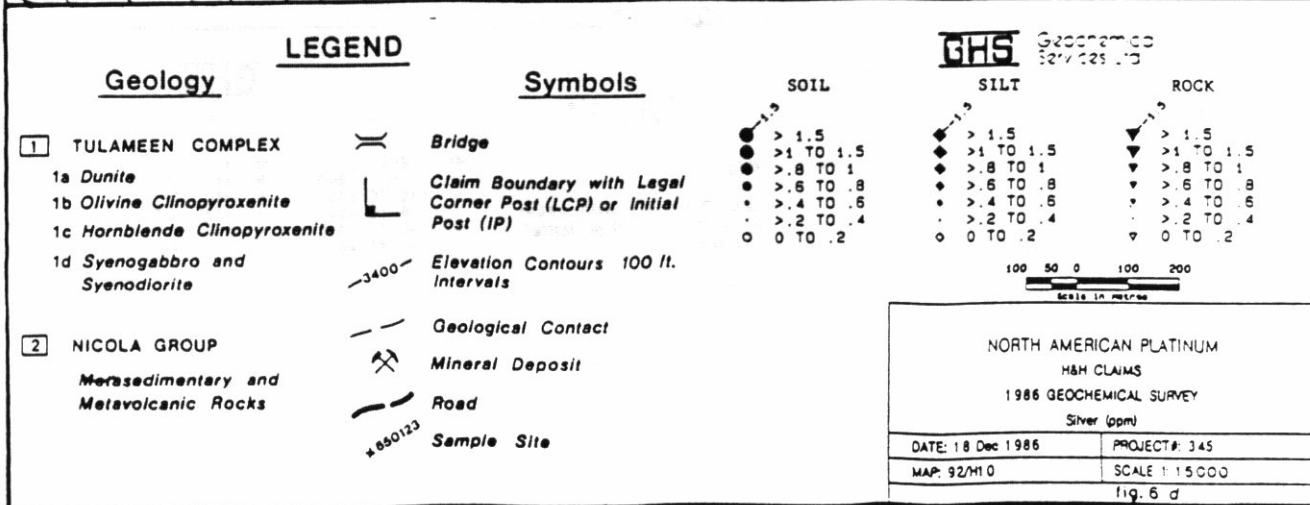 LEGEND
Geology
1 TULAMEEN COMPLEX
1a Dunite
1b Olivine Clinopyroxenite
1c Hornblende Clinopyroxenite
1d Syenogabbro and
Syenodiorite
2 NICOLA GROUP
Metasedimentary and
Metavolcanic Rocks
Symbols
Bridge
Claim Boundary with Legal
Corner Post (LCP) or Initial
Post (IP)
3400
Elevation Contours 100 ft.
Intervals
Geological Contact
Mineral Deposit
Road
850123
Sample Site
GHS Geochemical
Services Ltd
SOIL
1.5
> 1.5
>1 TO 1.5
>.8 TO 1
>.6 TO .8
>.4 TO .6
>.2 TO .4
0 TO .2
SILT
1.5
> 1.5
>1 TO 1.5
>.8 TO 1
>.6 TO .8
>.4 TO .6
>.2 TO .4
0 TO .2
ROCK
1.5
> 1.5
>1 TO 1.5
>.8 TO 1
>.6 TO .8
>.4 TO .6
>.2 TO .4
0 TO .2
100 50 0 100 200
Scale in metres
NORTH AMERICAN PLATINUM
H&H CLAIMS
1986 GEOCHEMICAL SURVEY
Silver (ppm)
DATE: 18 Dec 1986 PROJECT#: 345
MAP: 92/H10 SCALE 1:15000
fig. 6 d